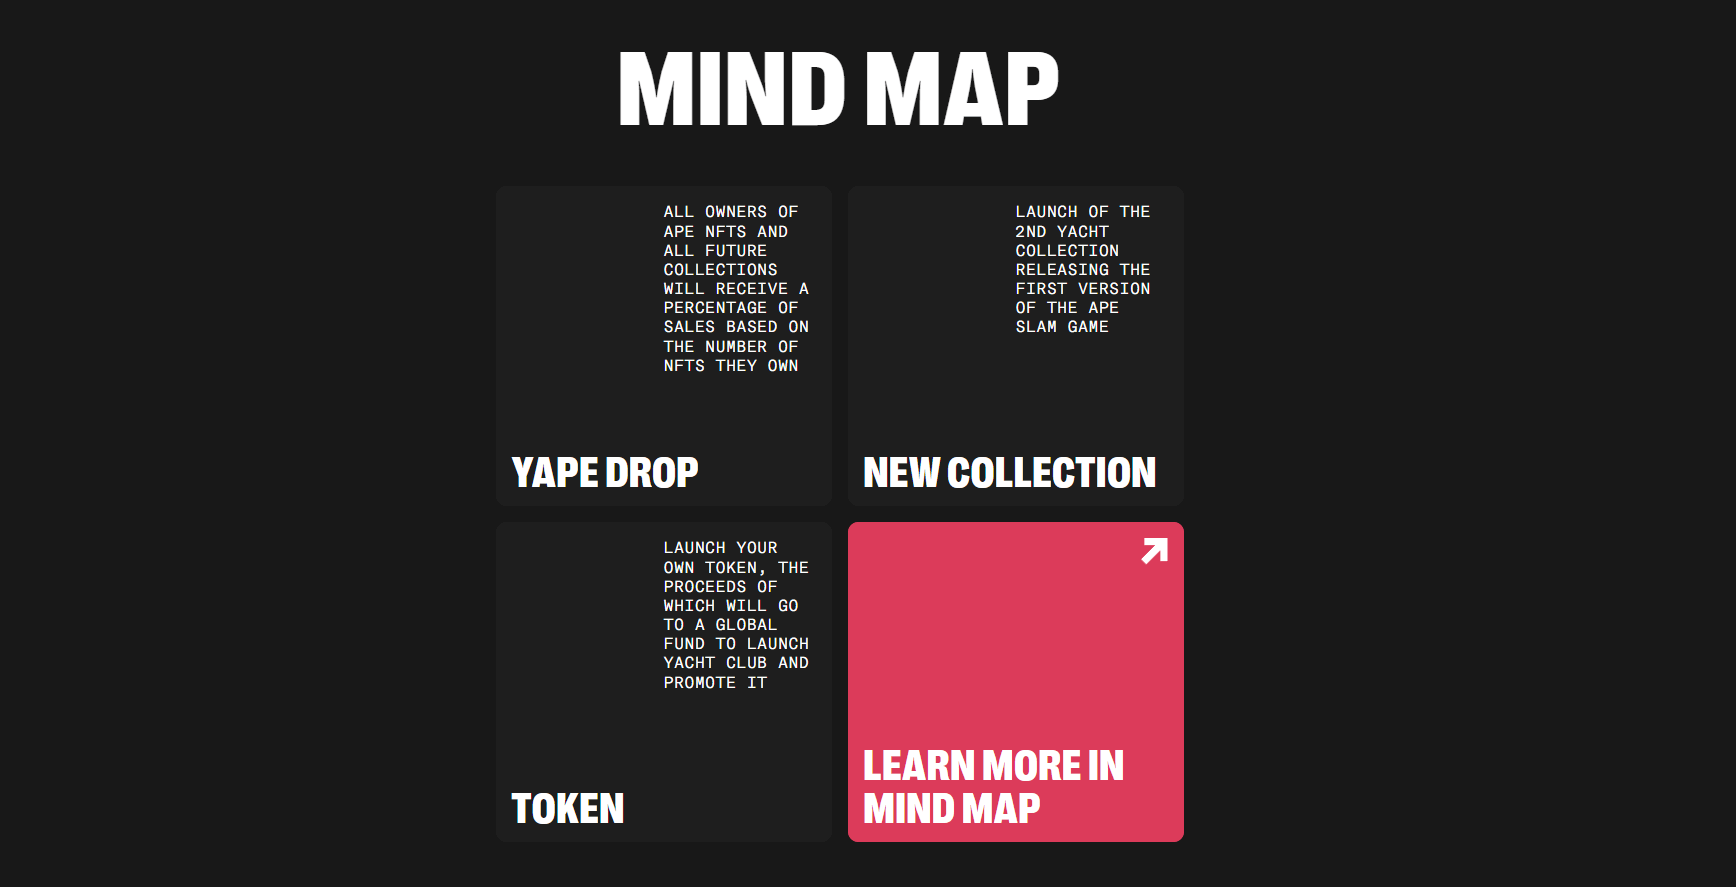 MIND MAP
ALL OWNERS OF
APE NFTS AND
ALL FUTURE
COLLECTIONS
WILL RECEIVE A
PERCENTAGE OF
SALES BASED ON
THE NUMBER OF
NFTS THEY OWN
YAPE DROP
LAUNCH OF THE
2ND YACHT
COLLECTION
RELEASING THE
FIRST VERSION
OF THE APE
SLAM GAME
NEW COLLECTION
LAUNCH YOUR
OWN TOKEN, THE
PROCEEDS OF
WHICH WILL GO
TO A GLOBAL
FUND TO LAUNCH
YACHT CLUB AND
PROMOTE IT
TOKEN
LEARN MORE IN
MIND MAP